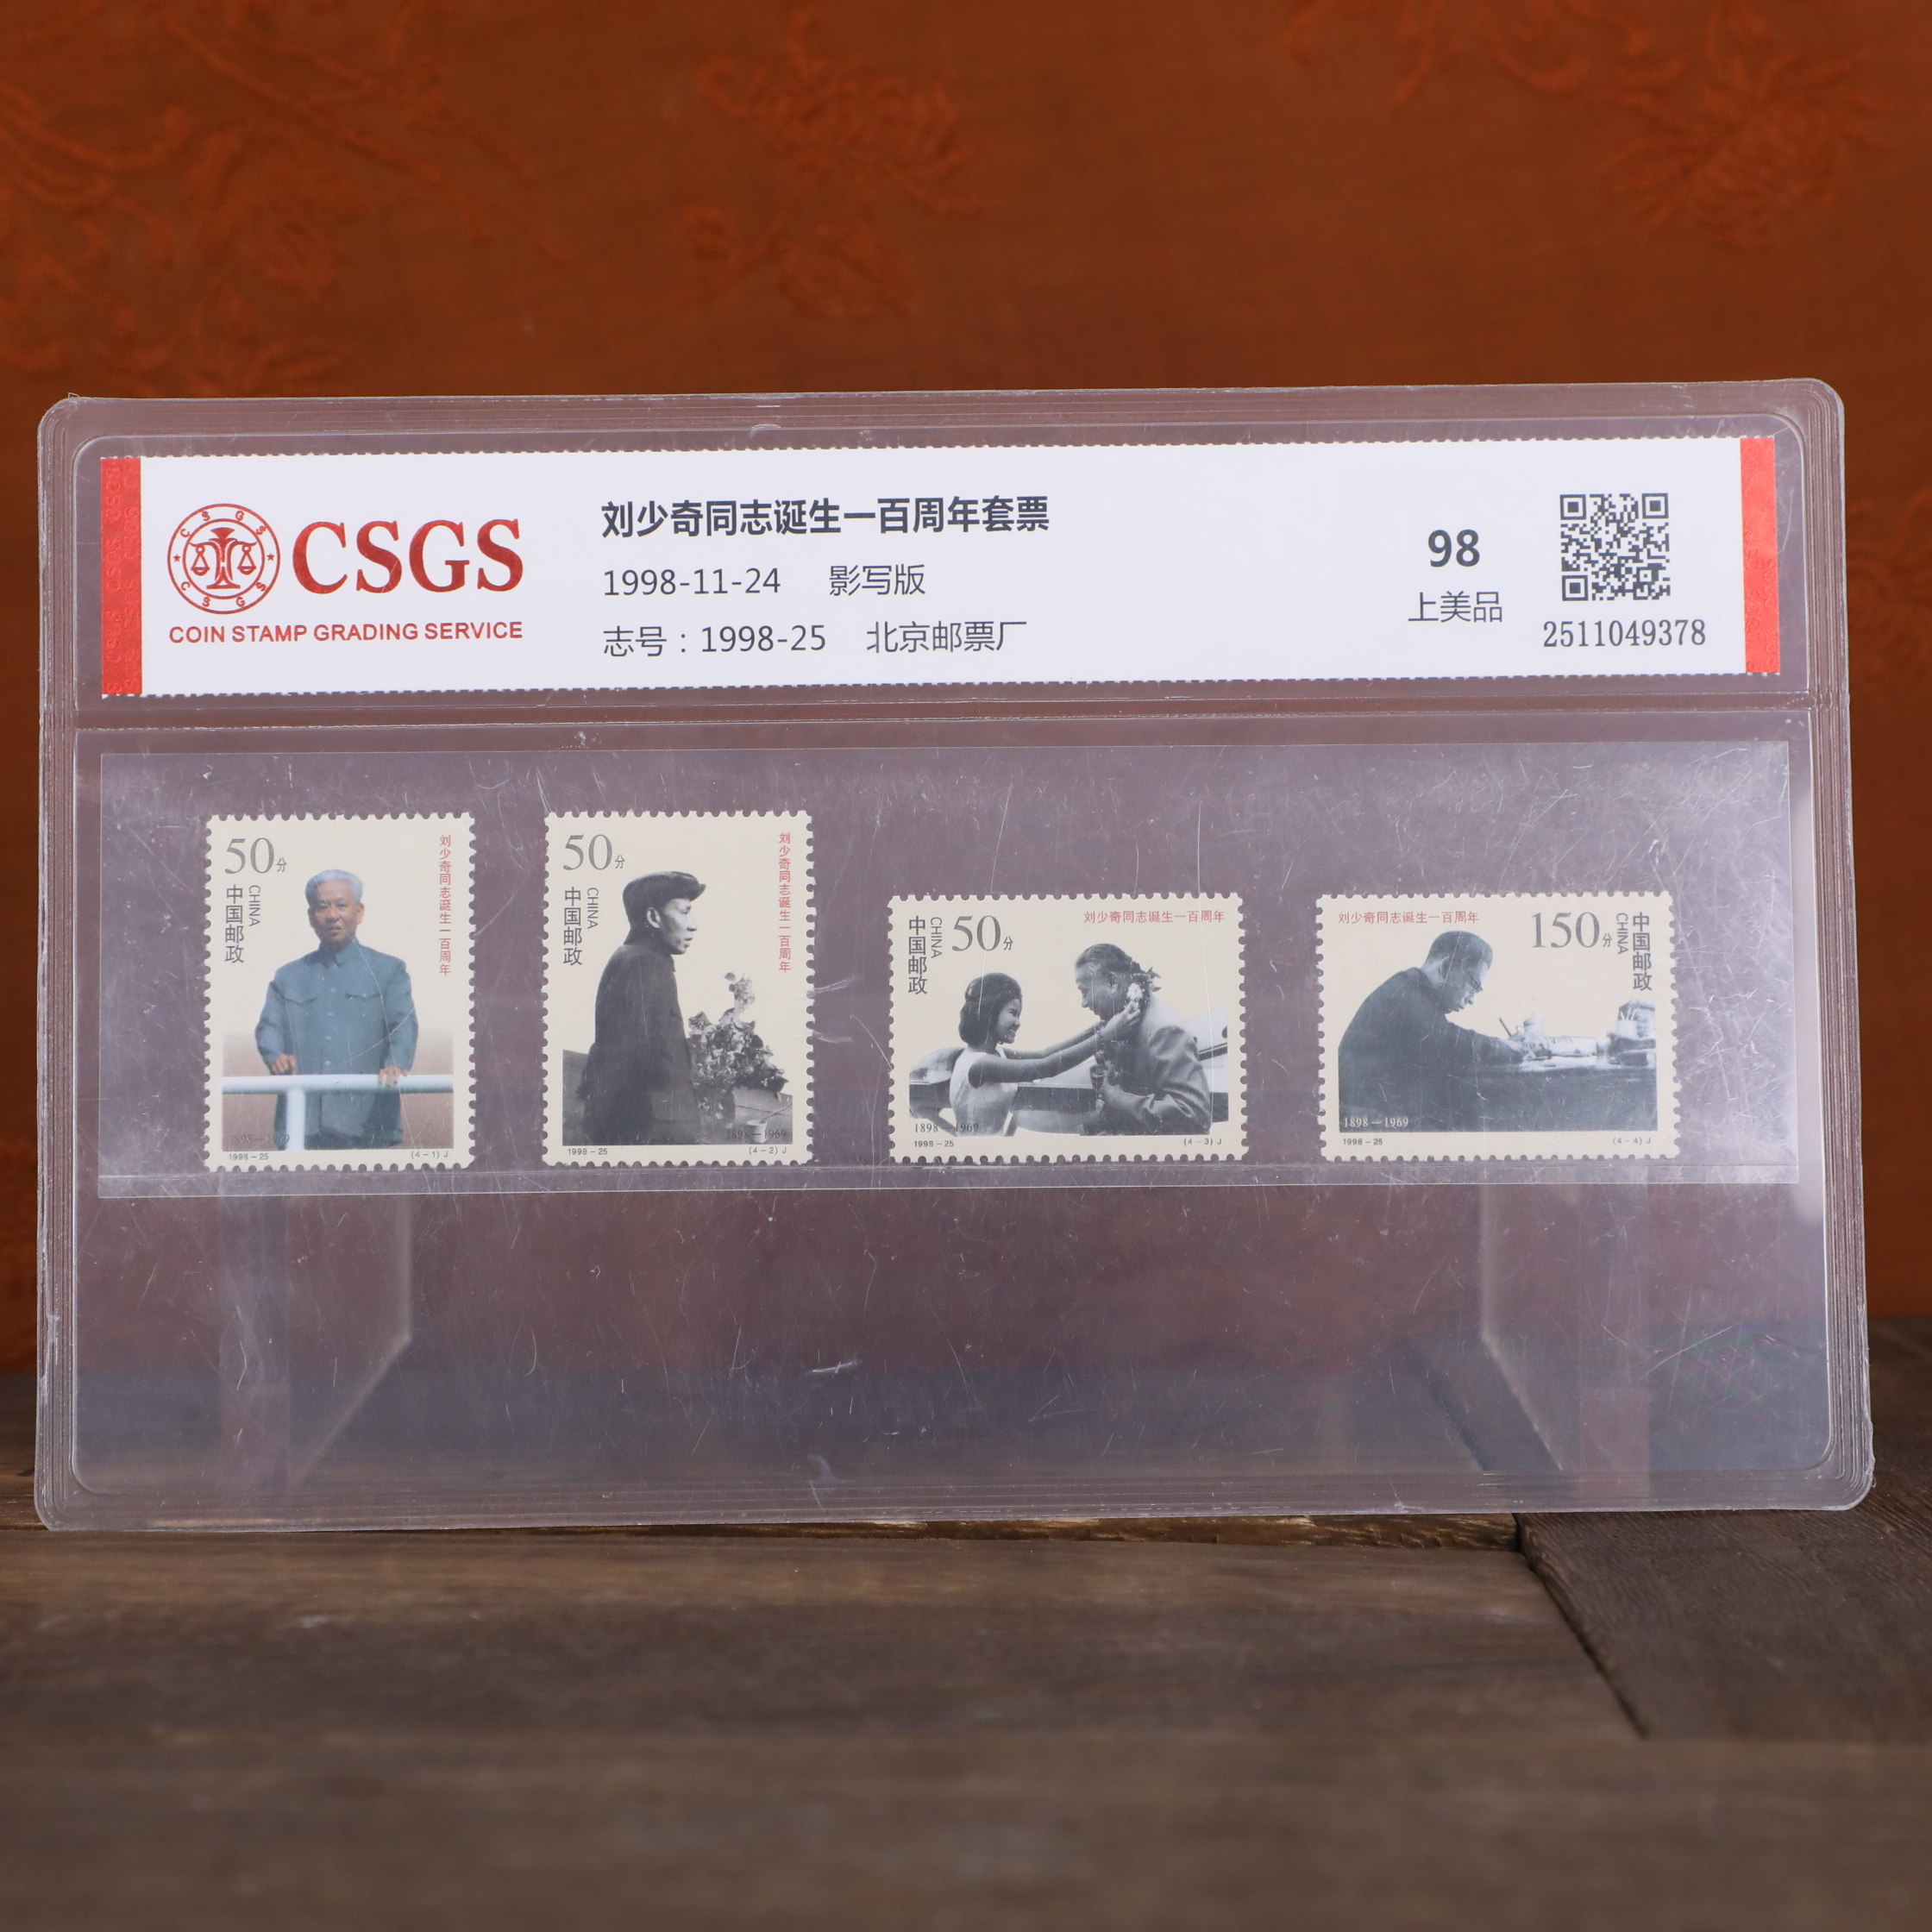 CSGS
COIN STAMP GRADING SERVICE
刘少奇同志诞生一百周年套票
1998-11-24 影写版
志号：1998-25 北京邮票厂
98
上美品
2511049378
50分
中国邮政
CHINA
刘少奇同志诞生一百周年
1998-25
(4-1) J
50分
中国邮政
CHINA
刘少奇同志诞生一百周年
1898—1969
1998-25
(4-2) J
中国邮政
CHINA
50分
刘少奇同志诞生一百周年
1898—1969
1998-25
(4-3) J
刘少奇同志诞生一百周年
150分
CHINA
中国邮政
1898—1969
1998-25
(4-4) J